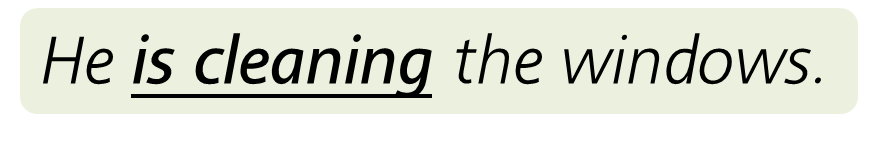 He is cleaning the windows.